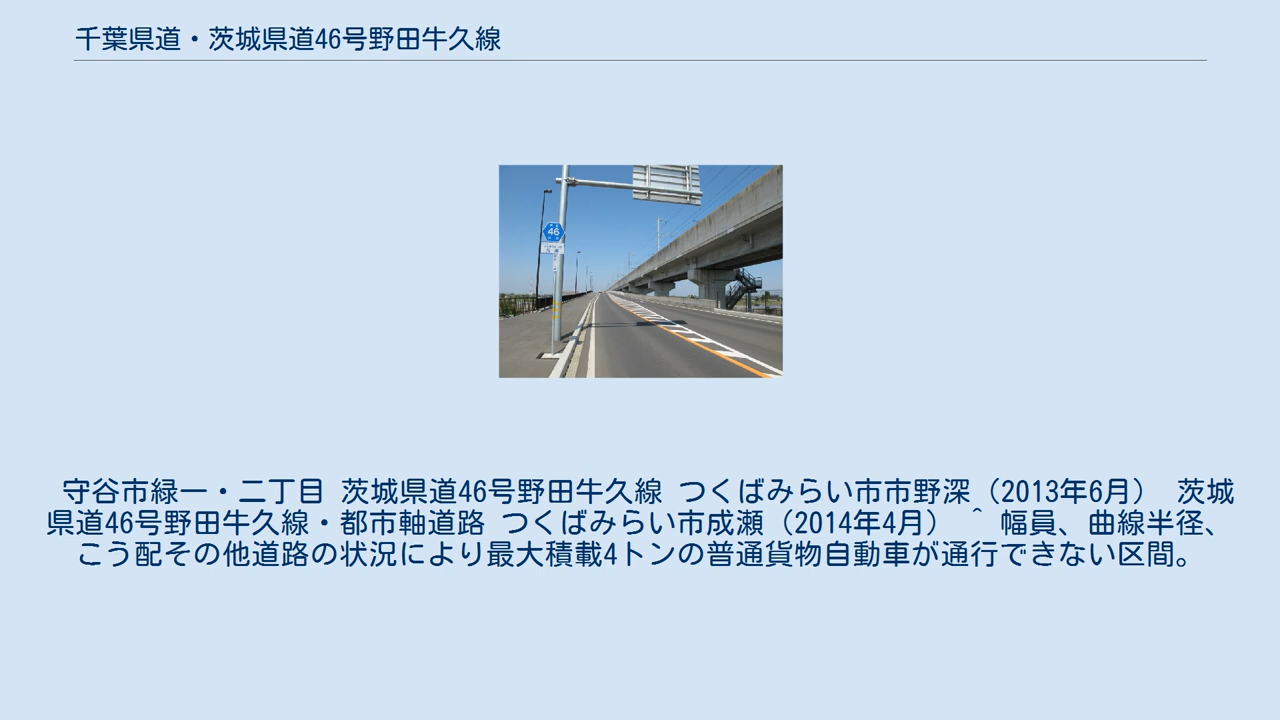 千葉県道・茨城県道46号野田牛久線
46
守谷市緑一・二丁目 茨城県道46号野田牛久線 つくばみらい市市野深（2013年6月） 茨城
県道46号野田牛久線・都市軸道路 つくばみらい市成瀬（2014年4月） ^ 幅員、曲線半径、
こう配その他道路の状況により最大積載4トンの普通貨物自動車が通行できない区間。